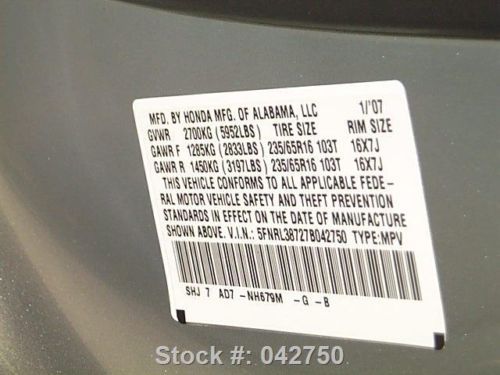 MFD. BY HONDA MFG. OF ALABAMA, LLC 1/'07
GVWR 2700KG (5952LBS) TIRE SIZE RIM SIZE
GAWR F 1285KG (2833LBS) 235/65R16 103T 16X7J
GAWR R 1450KG (3197LBS) 235/65R16 103T 16X7J
THIS VEHICLE CONFORMS TO ALL APPLICABLE FEDE-
RAL MOTOR VEHICLE SAFETY AND THEFT PREVENTION
STANDARDS IN EFFECT ON THE DATE OF MANUFACTURE
SHOWN ABOVE. V.I.N.: 5FNRL38727B042750 TYPE:MPV
SHJ 7 AD7 -NH679M -G -B
Stock #: 042750